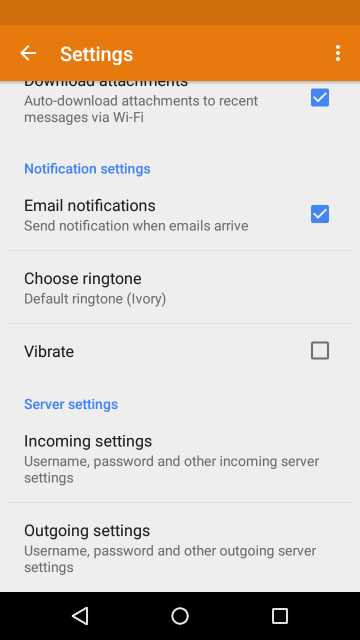 Settings
Download attachments
Auto-download attachments to recent
messages via Wi-Fi
Notification settings
Email notifications
Send notification when emails arrive
Choose ringtone
Default ringtone (Ivory)
Vibrate
Server settings
Incoming settings
Username, password and other incoming server
settings
Outgoing settings
Username, password and other outgoing server
settings